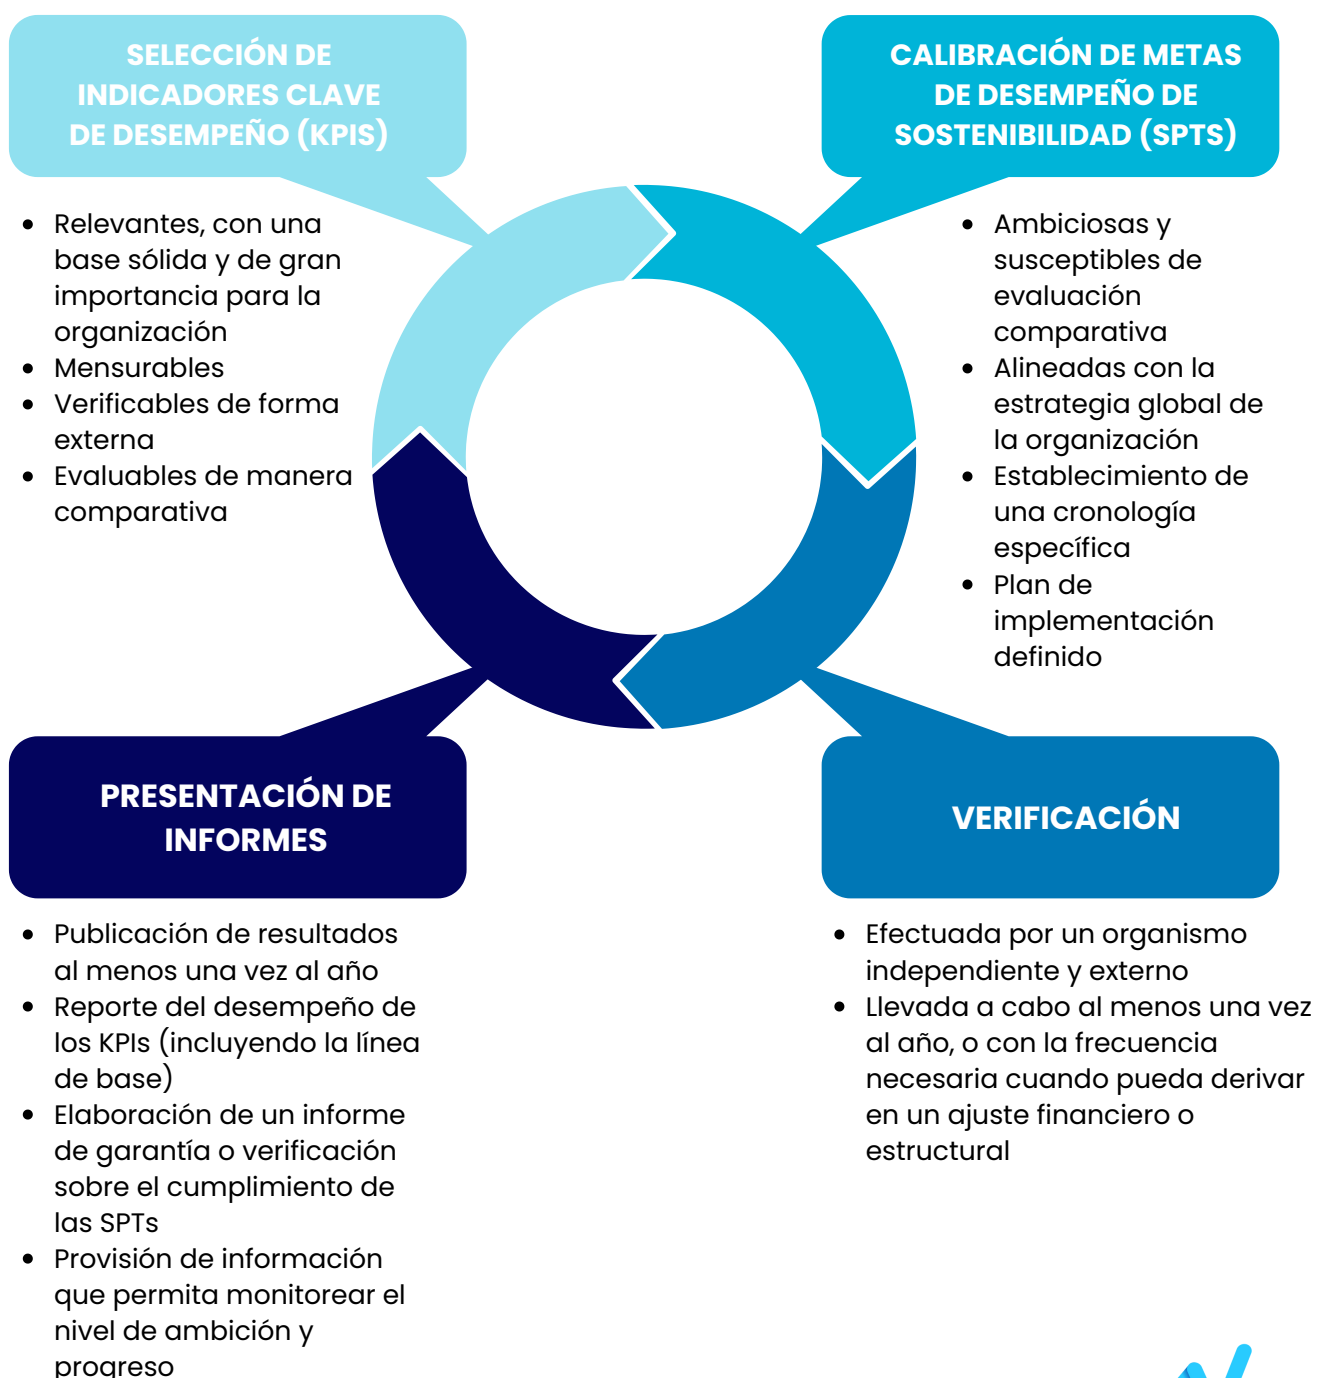 SELECCIÓN DE
INDICADORES CLAVE
DE DESEMPEÑO (KPIS)
• Relevantes, con una
base sólida y de gran
importancia para la
organización
• Mensurables
• Verificables de forma
externa
• Evaluables de manera
comparativa
CALIBRACIÓN DE METAS
DE DESEMPEÑO DE
SOSTENIBILIDAD (SPTS)
• Ambiciosas y
susceptibles de
evaluación
comparativa
• Alineadas con la
estrategia global de
la organización
• Establecimiento de
una cronología
específica
• Plan de
implementación
definido
PRESENTACIÓN DE
INFORMES
• Publicación de resultados
al menos una vez al año
• Reporte del desempeño de
los KPIs (incluyendo la línea
de base)
• Elaboración de un informe
de garantía o verificación
sobre el cumplimiento de
las SPTs
• Provisión de información
que permita monitorear el
nivel de ambición y
progreso
VERIFICACIÓN
• Efectuada por un organismo
independiente y externo
• Llevada a cabo al menos una vez
al año, o con la frecuencia
necesaria cuando pueda derivar
en un ajuste financiero o
estructural